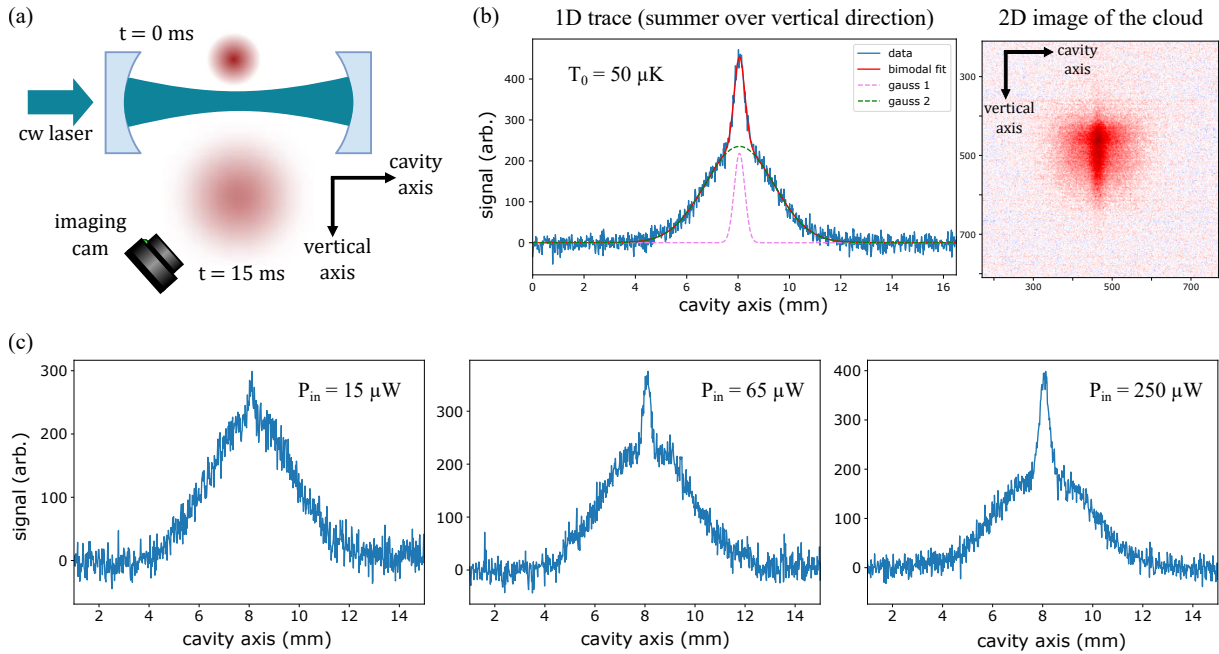 (a)
t = 0 ms
cw laser
cavity
axis
vertical
axis
imaging
cam
t = 15 ms
(b)
1D trace (summer over vertical direction)
T₀ = 50 µK
data
bimodal fit
gauss 1
gauss 2
signal (arb.)
400
300
200
100
0
0 2 4 6 8 10 12 14 16
cavity axis (mm)
2D image of the cloud
cavity
axis
vertical
axis
300
500
700
300 500 700
(c)
P_in = 15 µW
signal (arb.)
300
200
100
0
2 4 6 8 10 12 14
cavity axis (mm)
P_in = 65 µW
300
200
100
0
2 4 6 8 10 12 14
cavity axis (mm)
P_in = 250 µW
400
300
200
100
0
2 4 6 8 10 12 14
cavity axis (mm)